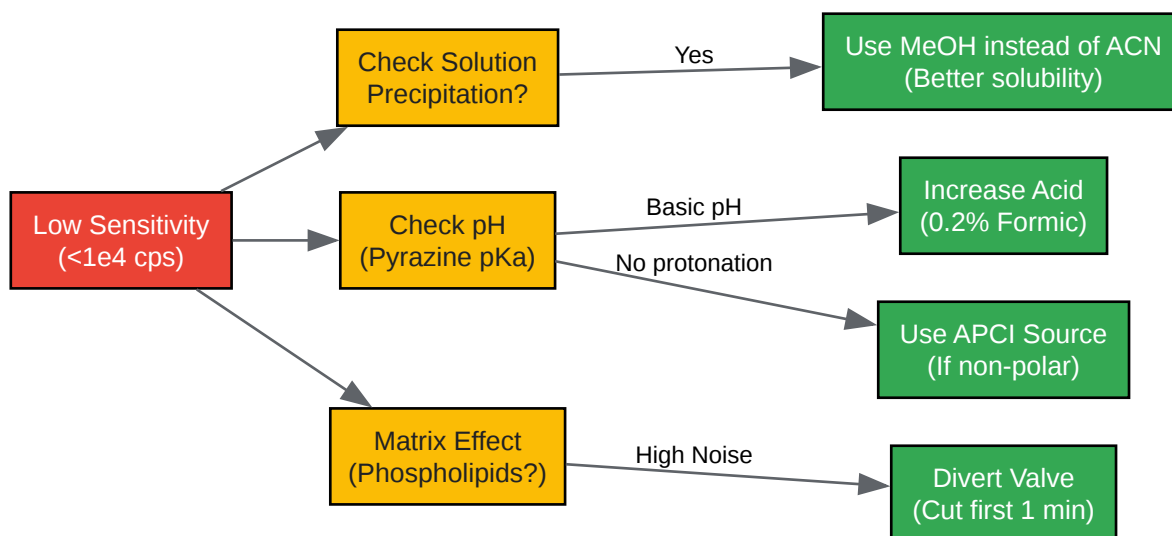 Low Sensitivity
(<1e4 cps)
Check Solution
Precipitation?
Yes
Use MeOH instead of ACN
(Better solubility)
Check pH
(Pyrazine pKa)
Basic pH
Increase Acid
(0.2% Formic)
No protonation
Use APCI Source
(If non-polar)
Matrix Effect
(Phospholipids?)
High Noise
Divert Valve
(Cut first 1 min)